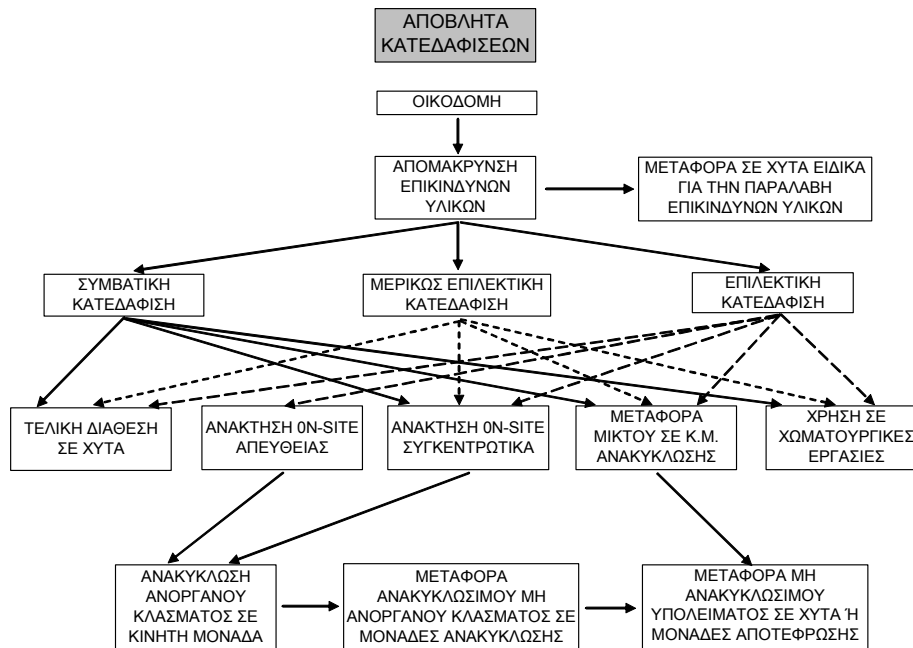 ΑΠΟΒΛΗΤΑ
ΚΑΤΕΔΑΦΙΣΕΩΝ
ΟΙΚΟΔΟΜΗ
ΑΠΟΜΑΚΡΥΝΣΗ
ΕΠΙΚΙΝΔΥΝΩΝ
ΥΛΙΚΩΝ
ΜΕΤΑΦΟΡΑ ΣΕ ΧΥΤΑ ΕΙΔΙΚΑ
ΓΙΑ ΤΗΝ ΠΑΡΑΛΑΒΗ
ΕΠΙΚΙΝΔΥΝΩΝ ΥΛΙΚΩΝ
ΣΥΜΒΑΤΙΚΗ
ΚΑΤΕΔΑΦΙΣΗ
ΜΕΡΙΚΩΣ ΕΠΙΛΕΚΤΙΚΗ
ΚΑΤΕΔΑΦΙΣΗ
ΕΠΙΛΕΚΤΙΚΗ
ΚΑΤΕΔΑΦΙΣΗ
ΤΕΛΙΚΗ ΔΙΑΘΕΣΗ
ΣΕ ΧΥΤΑ
ΑΝΑΚΤΗΣΗ 0N-SITE
ΑΠΕΥΘΕΙΑΣ
ΑΝΑΚΤΗΣΗ 0N-SITE
ΣΥΓΚΕΝΤΡΩΤΙΚΑ
ΜΕΤΑΦΟΡΑ
ΜΙΚΤΟΥ ΣΕ Κ.Μ.
ΑΝΑΚΥΚΛΩΣΗΣ
ΧΡΗΣΗ ΣΕ
ΧΩΜΑΤΟΥΡΓΙΚΕΣ
ΕΡΓΑΣΙΕΣ
ΑΝΑΚΥΚΛΩΣΗ
ΑΝΟΡΓΑΝΟΥ
ΚΛΑΣΜΑΤΟΣ ΣΕ
ΚΙΝΗΤΗ ΜΟΝΑΔΑ
ΜΕΤΑΦΟΡΑ
ΑΝΑΚΥΚΛΩΣΙΜΟΥ ΜΗ
ΑΝΟΡΓΑΝΟΥ ΚΛΑΣΜΑΤΟΣ ΣΕ
ΜΟΝΑΔΕΣ ΑΝΑΚΥΚΛΩΣΗΣ
ΜΕΤΑΦΟΡΑ ΜΗ
ΑΝΑΚΥΚΛΩΣΙΜΟΥ
ΥΠΟΛΕΙΜΑΤΟΣ ΣΕ ΧΥΤΑ Ή
ΜΟΝΑΔΕΣ ΑΠΟΤΕΦΡΩΣΗΣ